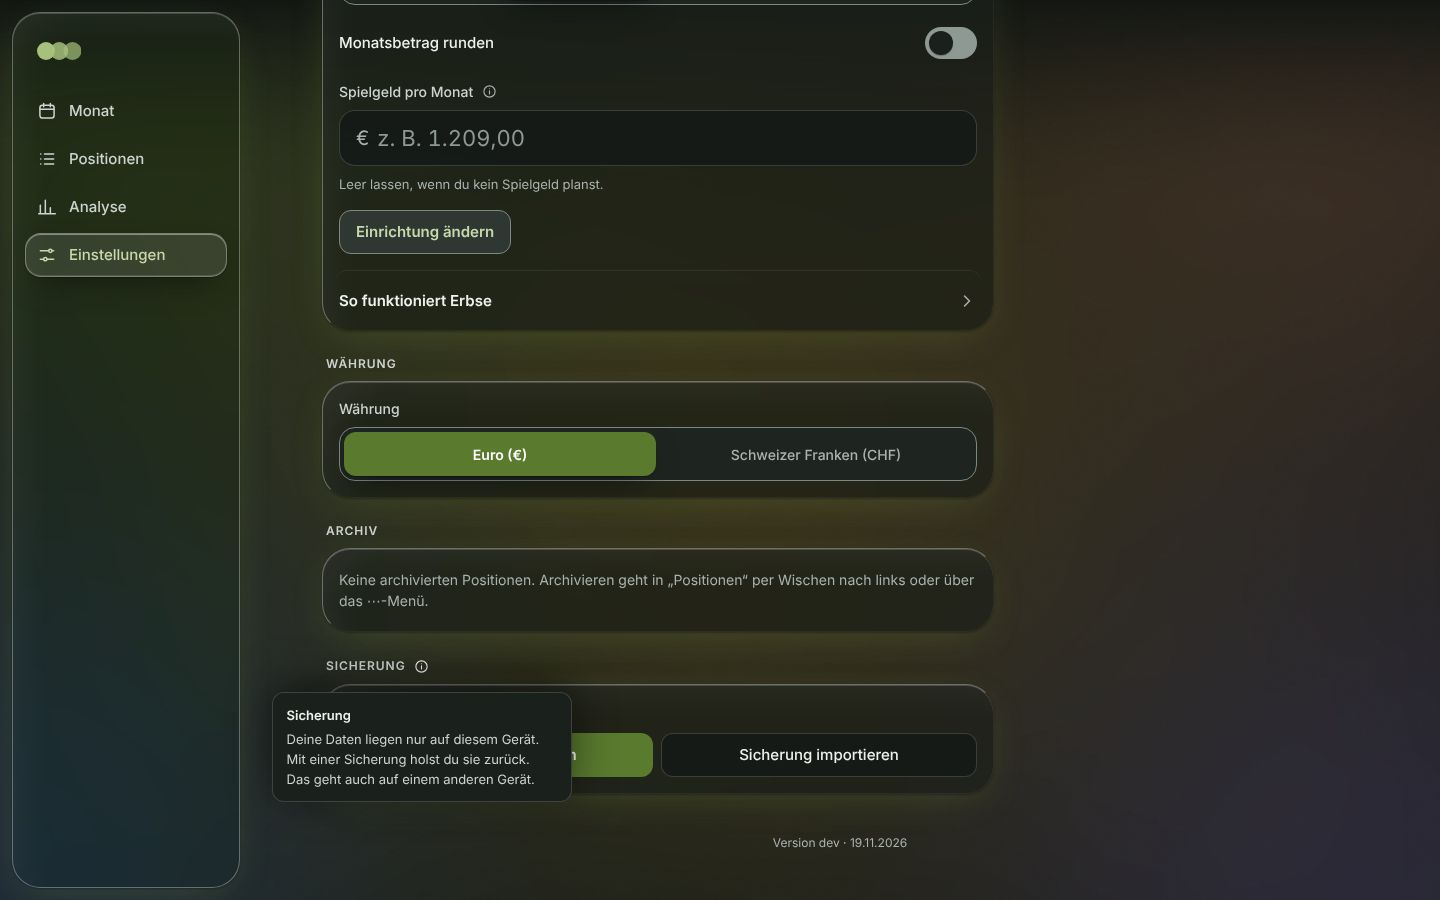 Monat
Positionen
Analyse
Einstellungen
Monatsbetrag runden
Spielgeld pro Monat
€ z. B. 1.209,00
Leer lassen, wenn du kein Spielgeld planst.
Einrichtung ändern
So funktioniert Erbse
WÄHRUNG
Währung
Euro (€)
Schweizer Franken (CHF)
ARCHIV
Keine archivierten Positionen. Archivieren geht in „Positionen“ per Wischen nach links oder über
das ···-Menü.
SICHERUNG
Sicherung
Deine Daten liegen nur auf diesem Gerät.
Mit einer Sicherung holst du sie zurück.
Das geht auch auf einem anderen Gerät.
Sicherung importieren
Version dev · 19.11.2026